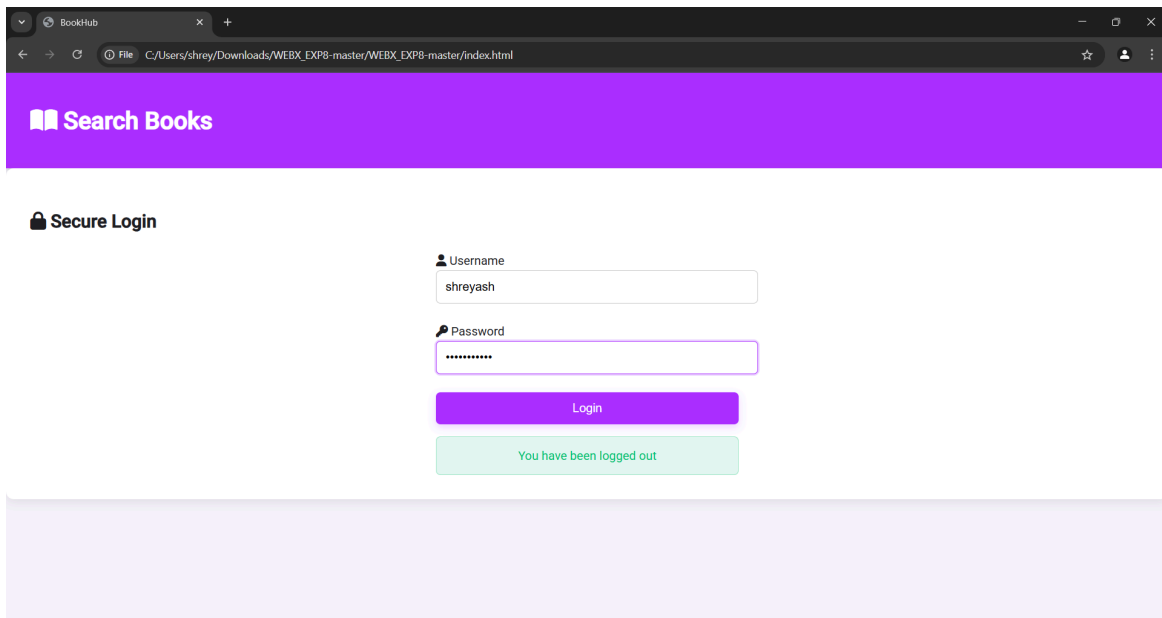 BookHub
File C:/Users/shrey/Downloads/WEBX_EXP8-master/WEBX_EXP8-master/index.html
Search Books
Secure Login
Username
shreyash
Password
•••••••••••
Login
You have been logged out